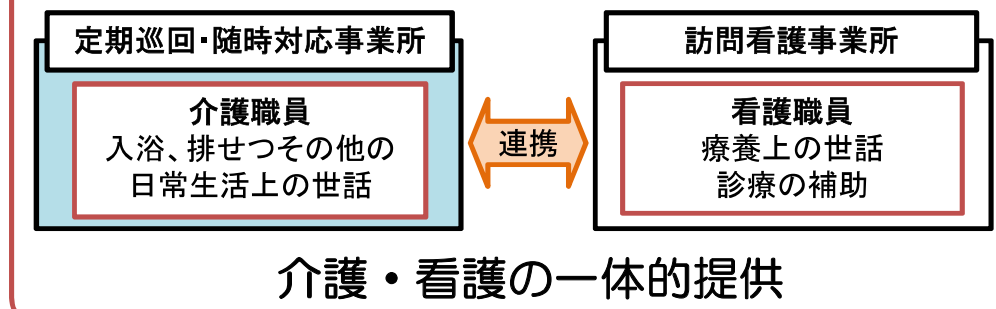 定期巡回・随時対応事業所
介護職員
入浴、排せつその他の
日常生活上の世話
連携
訪問看護事業所
看護職員
療養上の世話
診療の補助
介護・看護の一体的提供